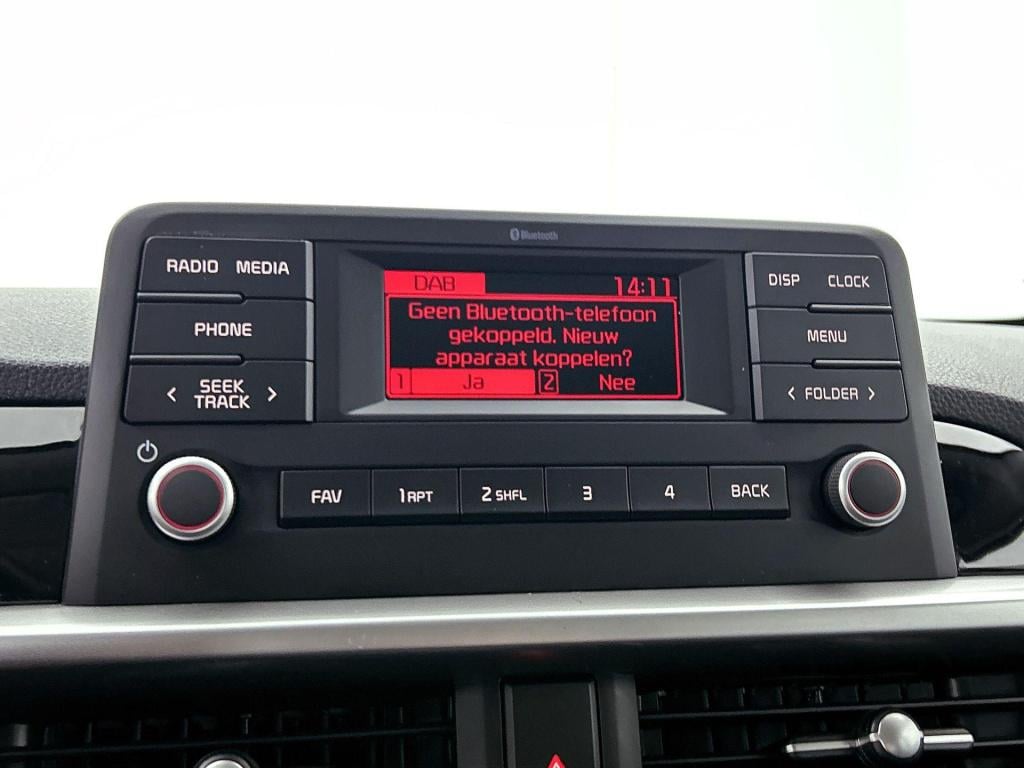 Bluetooth
RADIO MEDIA
PHONE
< SEEK TRACK >
DAB 14:11
Geen Bluetooth-telefoon
gekoppeld. Nieuw
apparaat koppelen?
1 Ja 2 Nee
DISP CLOCK
MENU
< FOLDER >
FAV 1 RPT 2 SHFL 3 4 BACK